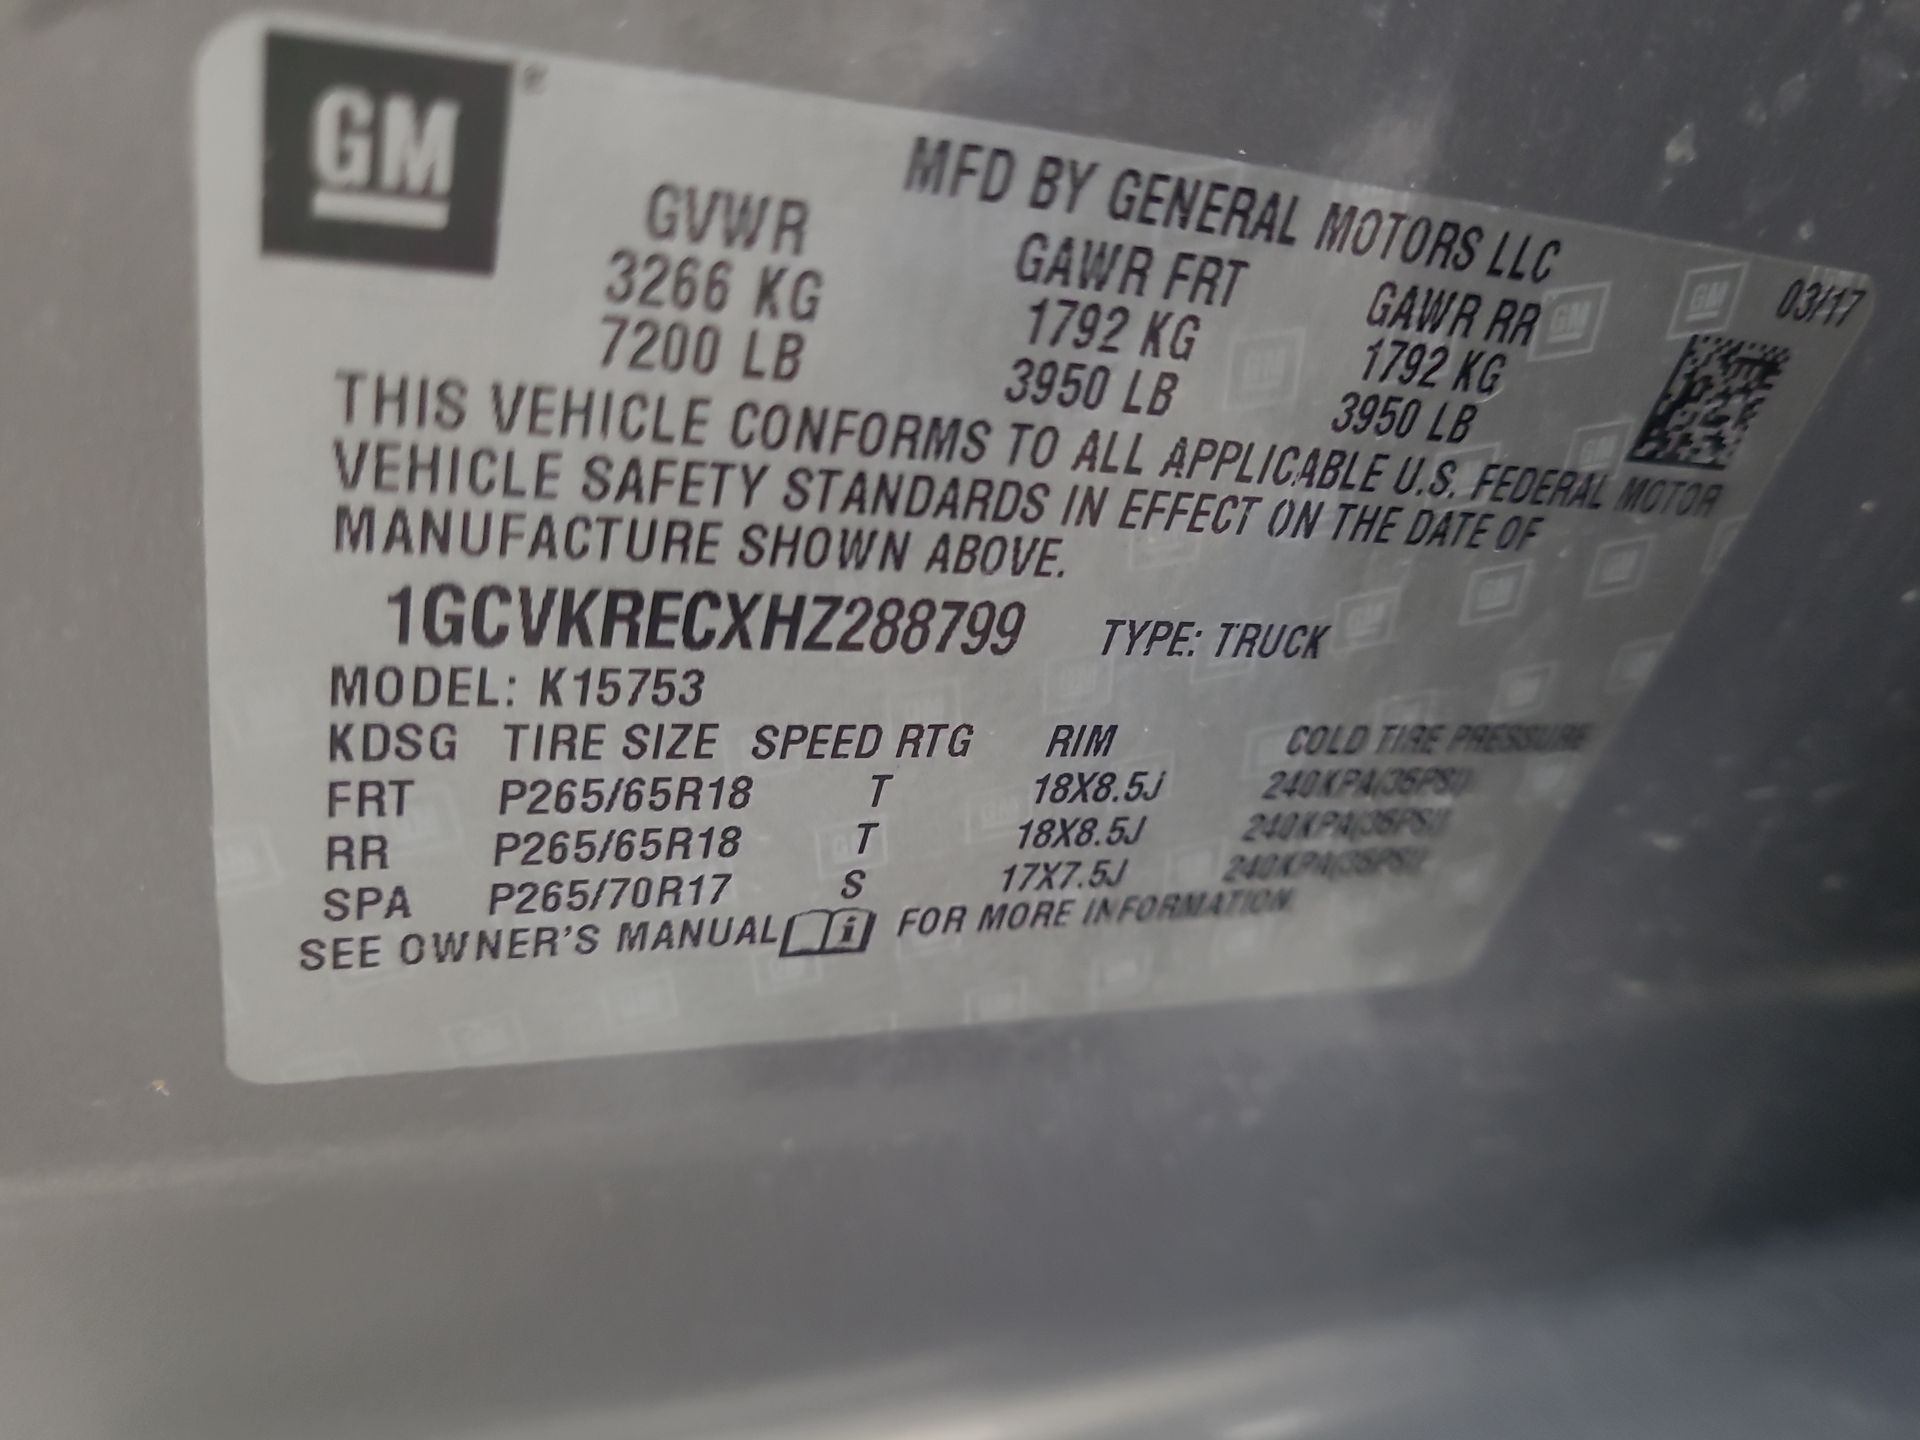 GM®
MFD BY GENERAL MOTORS LLC
03/17
GVWR GAWR FRT GAWR RR
3266 KG 1792 KG 1792 KG
7200 LB 3950 LB 3950 LB
THIS VEHICLE CONFORMS TO ALL APPLICABLE U.S. FEDERAL MOTOR
VEHICLE SAFETY STANDARDS IN EFFECT ON THE DATE OF
MANUFACTURE SHOWN ABOVE.
1GCVKRECXHZ288799 TYPE: TRUCK
MODEL: K15753
KDSG TIRE SIZE SPEED RTG RIM COLD TIRE PRESSURE
FRT P265/65R18 T 18X8.5J 240KPA(35PSI)
RR P265/65R18 T 18X8.5J 240KPA(35PSI)
SPA P265/70R17 S 17X7.5J 240KPA(35PSI)
SEE OWNER'S MANUAL i FOR MORE INFORMATION